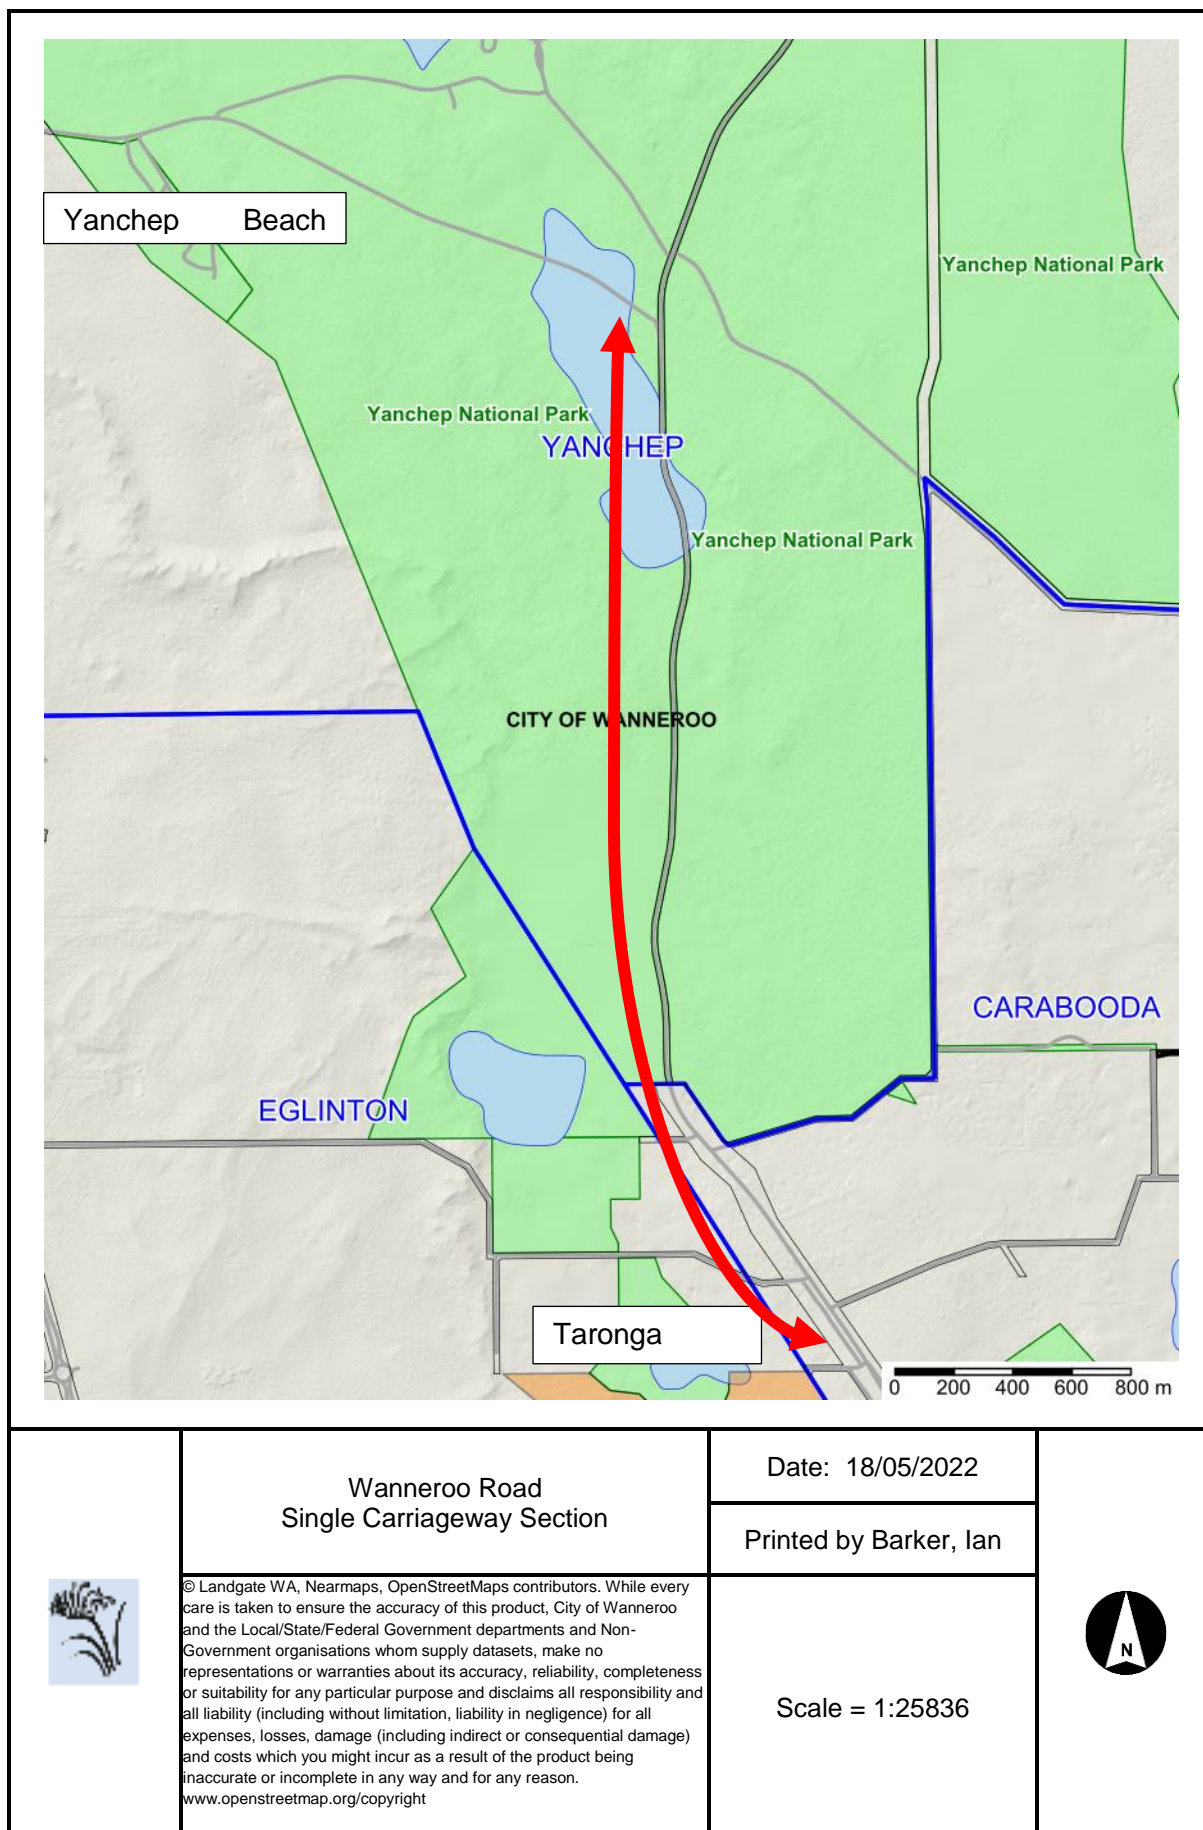 Yanchep Beach
Yanchep National Park
Yanchep National Park
YANCHEP
Yanchep National Park
CITY OF WANNEROO
CARABOODA
EGLINTON
Taronga
0 200 400 600 800 m
Wanneroo Road
Single Carriageway Section
Date: 18/05/2022
Printed by Barker, Ian
© Landgate WA, Nearmaps, OpenStreetMaps contributors. While every
care is taken to ensure the accuracy of this product, City of Wanneroo
and the Local/State/Federal Government departments and Non-
Government organisations whom supply datasets, make no
representations or warranties about its accuracy, reliability, completeness
or suitability for any particular purpose and disclaims all responsibility and
all liability (including without limitation, liability in negligence) for all
expenses, losses, damage (including indirect or consequential damage)
and costs which you might incur as a result of the product being
inaccurate or incomplete in any way and for any reason.
www.openstreetmap.org/copyright
Scale = 1:25836
N